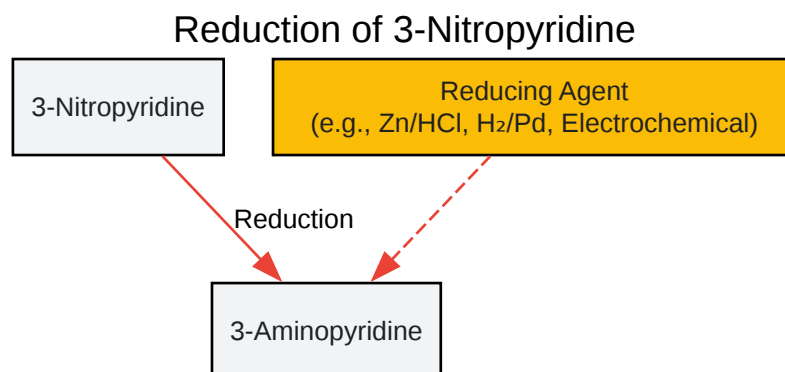 Reduction of 3-Nitropyridine
3-Nitropyridine
Reducing Agent
(e.g., Zn/HCl, H₂/Pd, Electrochemical)
Reduction
3-Aminopyridine